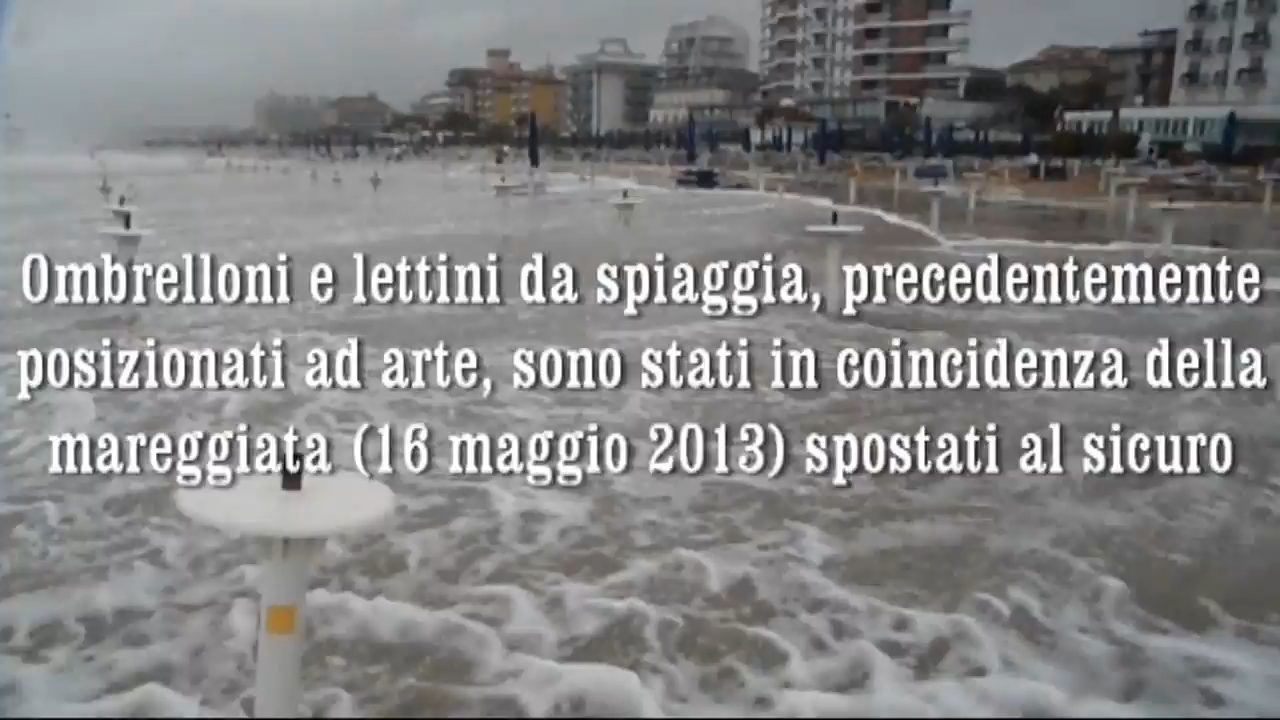 Ombrelloni e lettini da spiaggia, precedentemente
posizionati ad arte, sono stati in coincidenza della
mareggiata (16 maggio 2013) spostati al sicuro